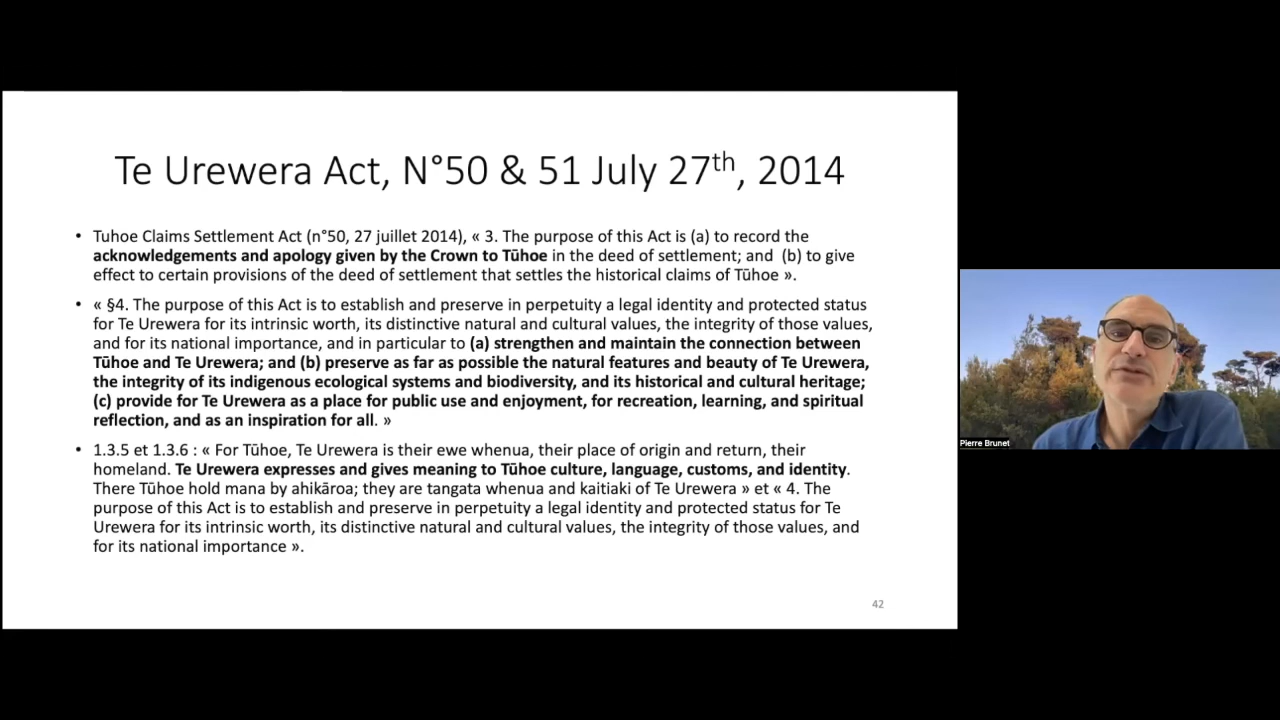 Te Urewera Act, N°50 & 51 July 27th, 2014
• Tuhoe Claims Settlement Act (n°50, 27 juillet 2014), « 3. The purpose of this Act is (a) to record the
acknowledgements and apology given by the Crown to Tūhoe in the deed of settlement; and (b) to give
effect to certain provisions of the deed of settlement that settles the historical claims of Tūhoe ».
• « §4. The purpose of this Act is to establish and preserve in perpetuity a legal identity and protected status
for Te Urewera for its intrinsic worth, its distinctive natural and cultural values, the integrity of those values,
and for its national importance, and in particular to (a) strengthen and maintain the connection between
Tūhoe and Te Urewera; and (b) preserve as far as possible the natural features and beauty of Te Urewera,
the integrity of its indigenous ecological systems and biodiversity, and its historical and cultural heritage;
(c) provide for Te Urewera as a place for public use and enjoyment, for recreation, learning, and spiritual
reflection, and as an inspiration for all. »
• 1.3.5 et 1.3.6 : « For Tūhoe, Te Urewera is their ewe whenua, their place of origin and return, their
homeland. Te Urewera expresses and gives meaning to Tūhoe culture, language, customs, and identity.
There Tūhoe hold mana by ahikāroa; they are tangata whenua and kaitiaki of Te Urewera » et « 4. The
purpose of this Act is to establish and preserve in perpetuity a legal identity and protected status for Te
Urewera for its intrinsic worth, its distinctive natural and cultural values, the integrity of those values, and
for its national importance ».
42
Pierre Brunet